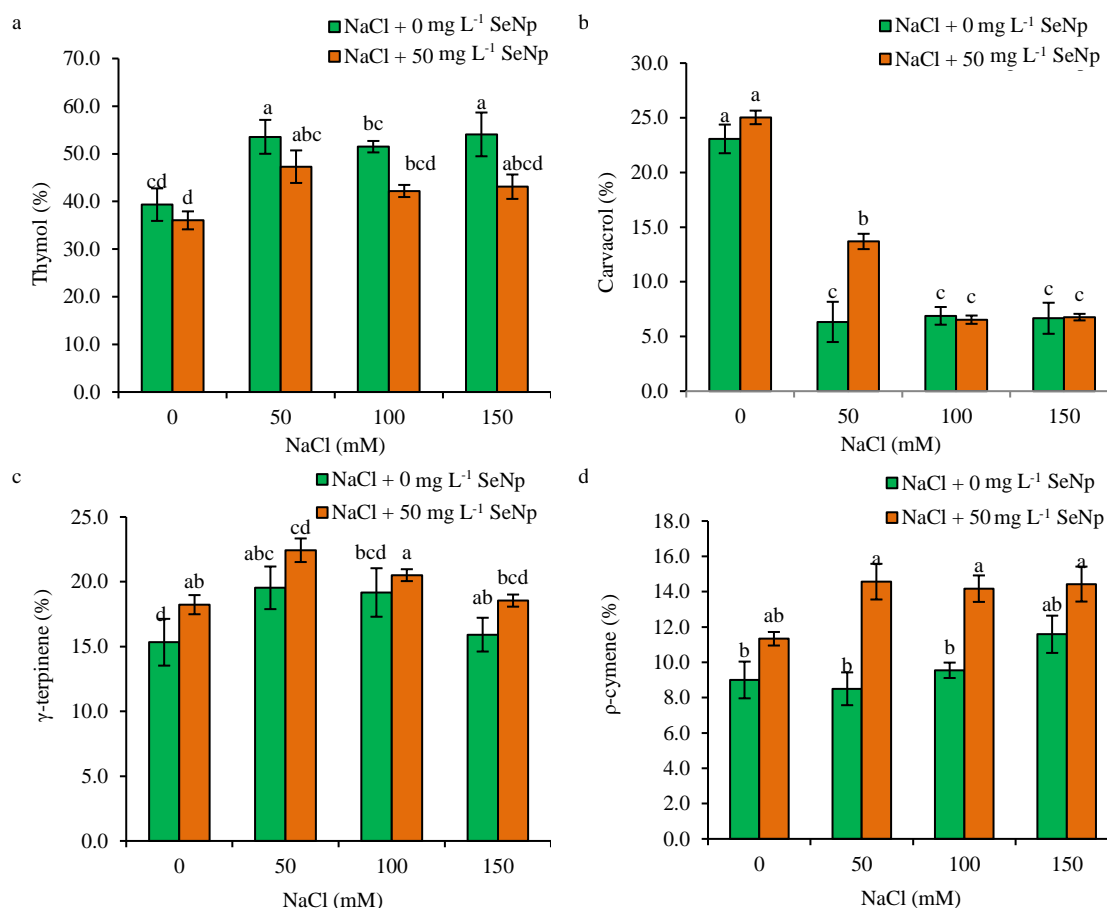 a
NaCl + 0 mg L-1 SeNp
NaCl + 50 mg L-1 SeNp
70.0
60.0
50.0
40.0
30.0
20.0
10.0
0.0
Thymol (%)
cd d a abc bc bcd a abcd
0 50 100 150
NaCl (mM)
b
NaCl + 0 mg L-1 SeNp
NaCl + 50 mg L-1 SeNp
30.0
25.0
20.0
15.0
10.0
5.0
0.0
Carvacrol (%)
a a c b c c c c
0 50 100 150
NaCl (mM)
c
NaCl + 0 mg L-1 SeNp
NaCl + 50 mg L-1 SeNp
25.0
20.0
15.0
10.0
5.0
0.0
γ-terpinene (%)
d ab abc cd bcd a ab bcd
0 50 100 150
NaCl (mM)
d
NaCl + 0 mg L-1 SeNp
NaCl + 50 mg L-1 SeNp
18.0
16.0
14.0
12.0
10.0
8.0
6.0
4.0
2.0
0.0
ρ-cymene (%)
b ab b a b a ab a
0 50 100 150
NaCl (mM)